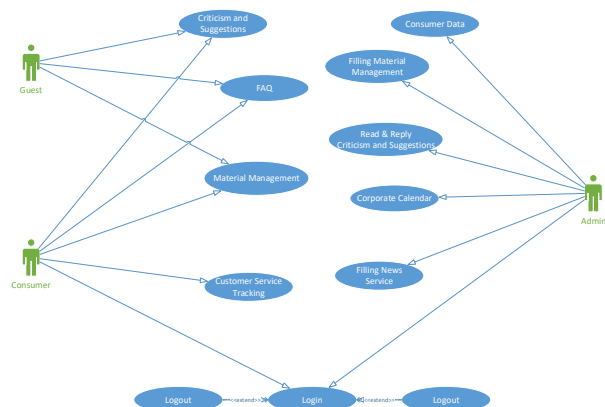 Criticism and
Suggestions
Consumer Data
Filling Material
Management
Guest
FAQ
Read & Reply
Criticism and Suggestions
Material Management
Corporate Calendar
Admin
Consumer
Customer Service
Tracking
Filling News
Service
Logout
<<extend>>
Login
<<extend>>
Logout